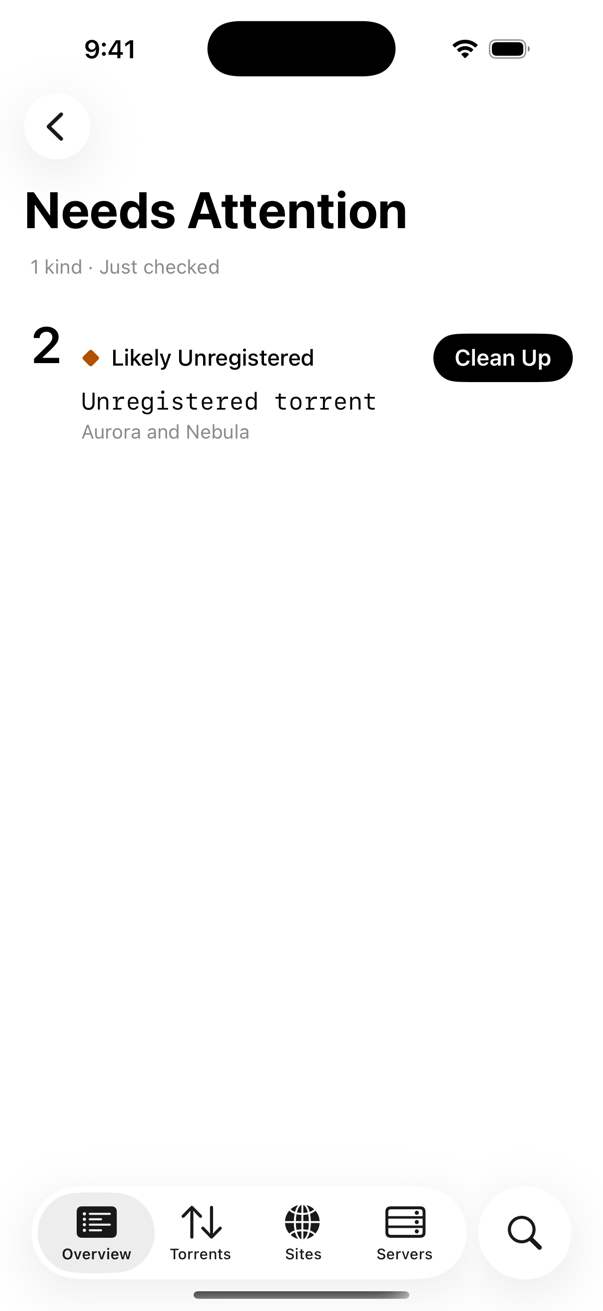 9:41
Needs Attention
1 kind · Just checked
2
Likely Unregistered
Clean Up
Unregistered torrent
Aurora and Nebula
Overview
Torrents
Sites
Servers